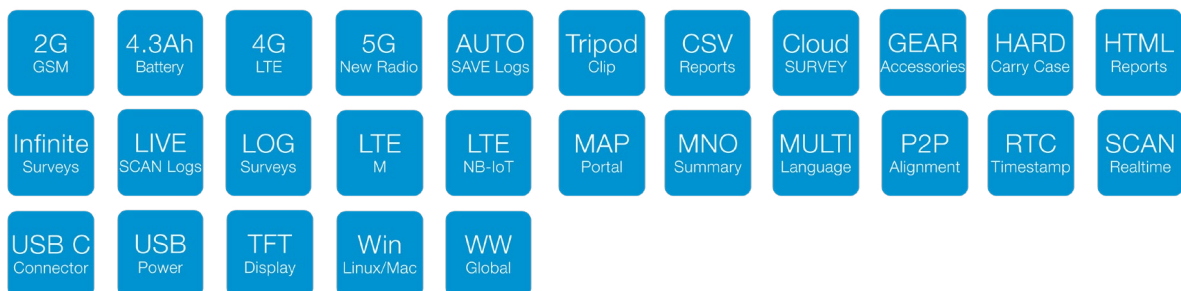 2G 4.3Ah 4G 5G AUTO Tripod CSV Cloud GEAR HARD HTML
GSM Battery LTE New Radio SAVE Logs Clip Reports SURVEY Accessories Carry Case Reports
Infinite LIVE LOG LTE LTE MAP MNO MULTI P2P RTC SCAN
Surveys SCAN Logs Surveys M NB-IoT Portal Summary Language Alignment Timestamp Realtime
USB C USB TFT Win WW
Connector Power Display Linux/Mac Global